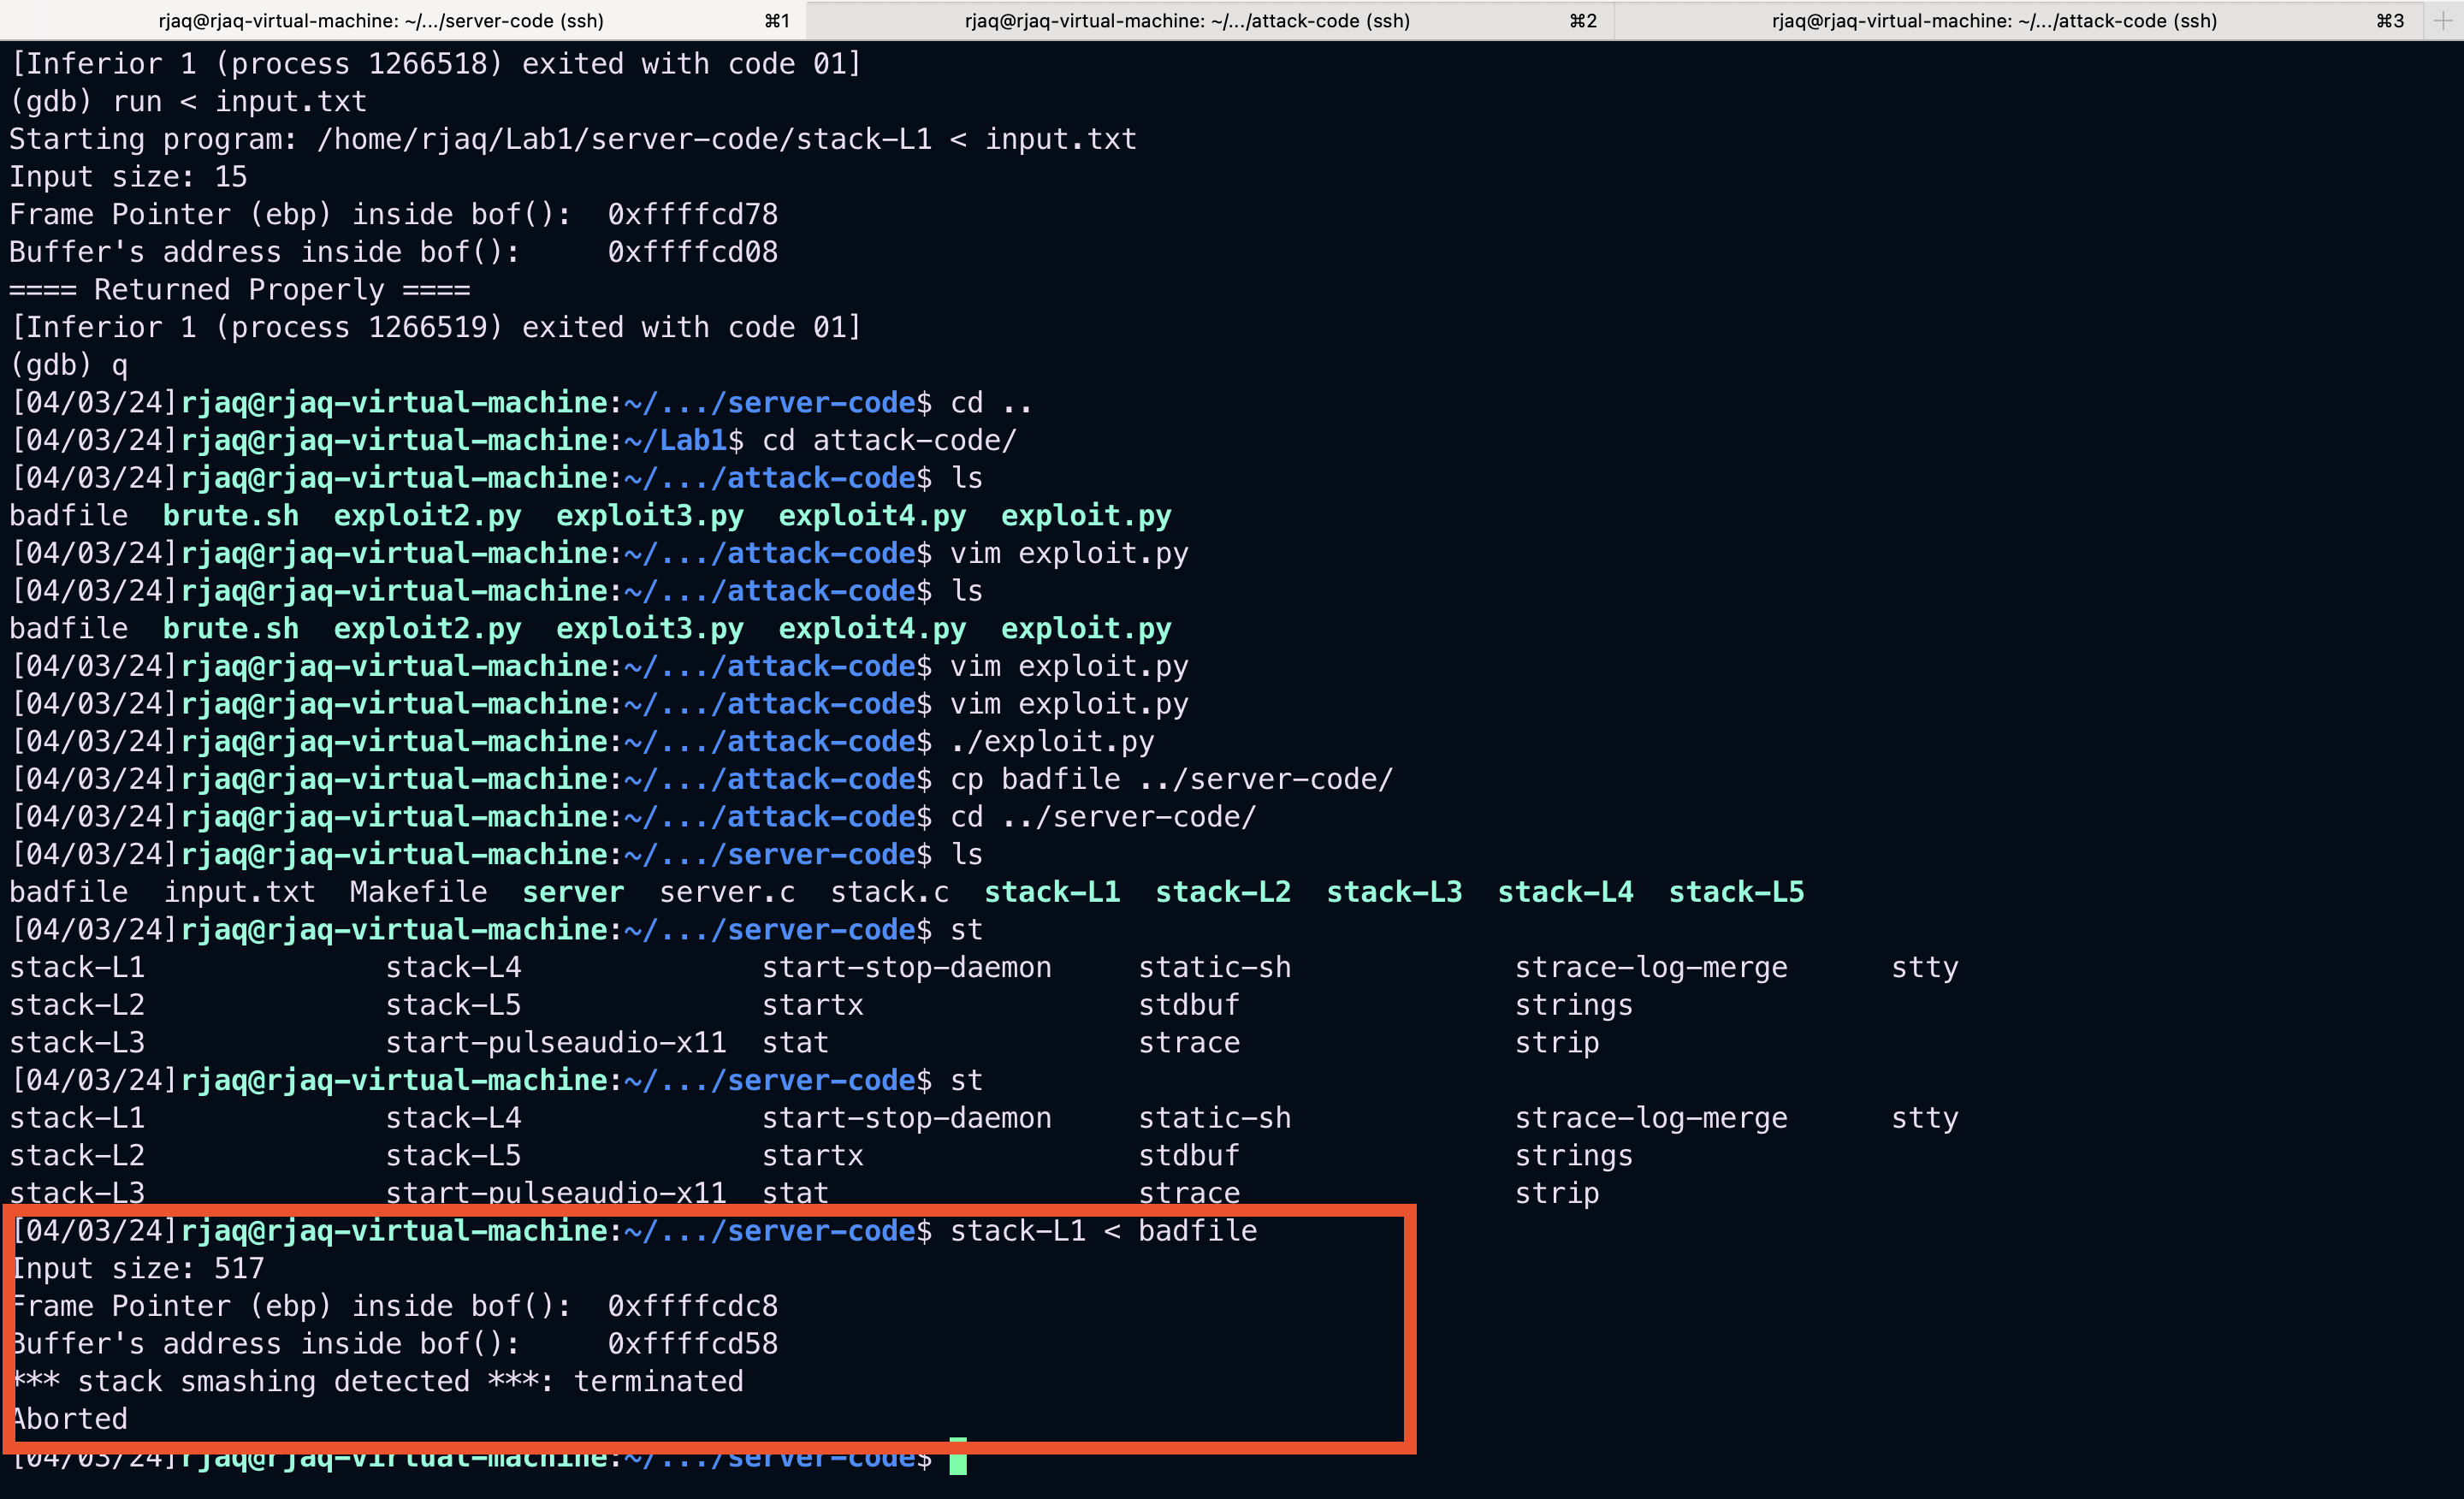 rjaq@rjaq-virtual-machine: ~/.../server-code (ssh) ⌘1 rjaq@rjaq-virtual-machine: ~/.../attack-code (ssh) ⌘2 rjaq@rjaq-virtual-machine: ~/.../attack-code (ssh) ⌘3 +
[Inferior 1 (process 1266518) exited with code 01]
(gdb) run < input.txt
Starting program: /home/rjaq/Lab1/server-code/stack-L1 < input.txt
Input size: 15
Frame Pointer (ebp) inside bof():  0xffffcd78
Buffer's address inside bof():     0xffffcd08
==== Returned Properly ====
[Inferior 1 (process 1266519) exited with code 01]
(gdb) q
[04/03/24]rjaq@rjaq-virtual-machine:~/.../server-code$ cd ..
[04/03/24]rjaq@rjaq-virtual-machine:~/Lab1$ cd attack-code/
[04/03/24]rjaq@rjaq-virtual-machine:~/.../attack-code$ ls
badfile  brute.sh  exploit2.py  exploit3.py  exploit4.py  exploit.py
[04/03/24]rjaq@rjaq-virtual-machine:~/.../attack-code$ vim exploit.py
[04/03/24]rjaq@rjaq-virtual-machine:~/.../attack-code$ ls
badfile  brute.sh  exploit2.py  exploit3.py  exploit4.py  exploit.py
[04/03/24]rjaq@rjaq-virtual-machine:~/.../attack-code$ vim exploit.py
[04/03/24]rjaq@rjaq-virtual-machine:~/.../attack-code$ vim exploit.py
[04/03/24]rjaq@rjaq-virtual-machine:~/.../attack-code$ ./exploit.py
[04/03/24]rjaq@rjaq-virtual-machine:~/.../attack-code$ cp badfile ../server-code/
[04/03/24]rjaq@rjaq-virtual-machine:~/.../attack-code$ cd ../server-code/
[04/03/24]rjaq@rjaq-virtual-machine:~/.../server-code$ ls
badfile  input.txt  Makefile  server  server.c  stack.c  stack-L1  stack-L2  stack-L3  stack-L4  stack-L5
[04/03/24]rjaq@rjaq-virtual-machine:~/.../server-code$ st
stack-L1              stack-L4              start-stop-daemon     static-sh             strace-log-merge      stty
stack-L2              stack-L5              startx                stdbuf                strings
stack-L3              start-pulseaudio-x11  stat                  strace                strip
[04/03/24]rjaq@rjaq-virtual-machine:~/.../server-code$ st
stack-L1              stack-L4              start-stop-daemon     static-sh             strace-log-merge      stty
stack-L2              stack-L5              startx                stdbuf                strings
stack-L3              start-pulseaudio-x11  stat                  strace                strip
[04/03/24]rjaq@rjaq-virtual-machine:~/.../server-code$ stack-L1 < badfile
Input size: 517
Frame Pointer (ebp) inside bof():  0xffffcdc8
Buffer's address inside bof():     0xffffcd58
*** stack smashing detected ***: terminated
Aborted
[04/03/24]rjaq@rjaq-virtual-machine:~/.../server-code$